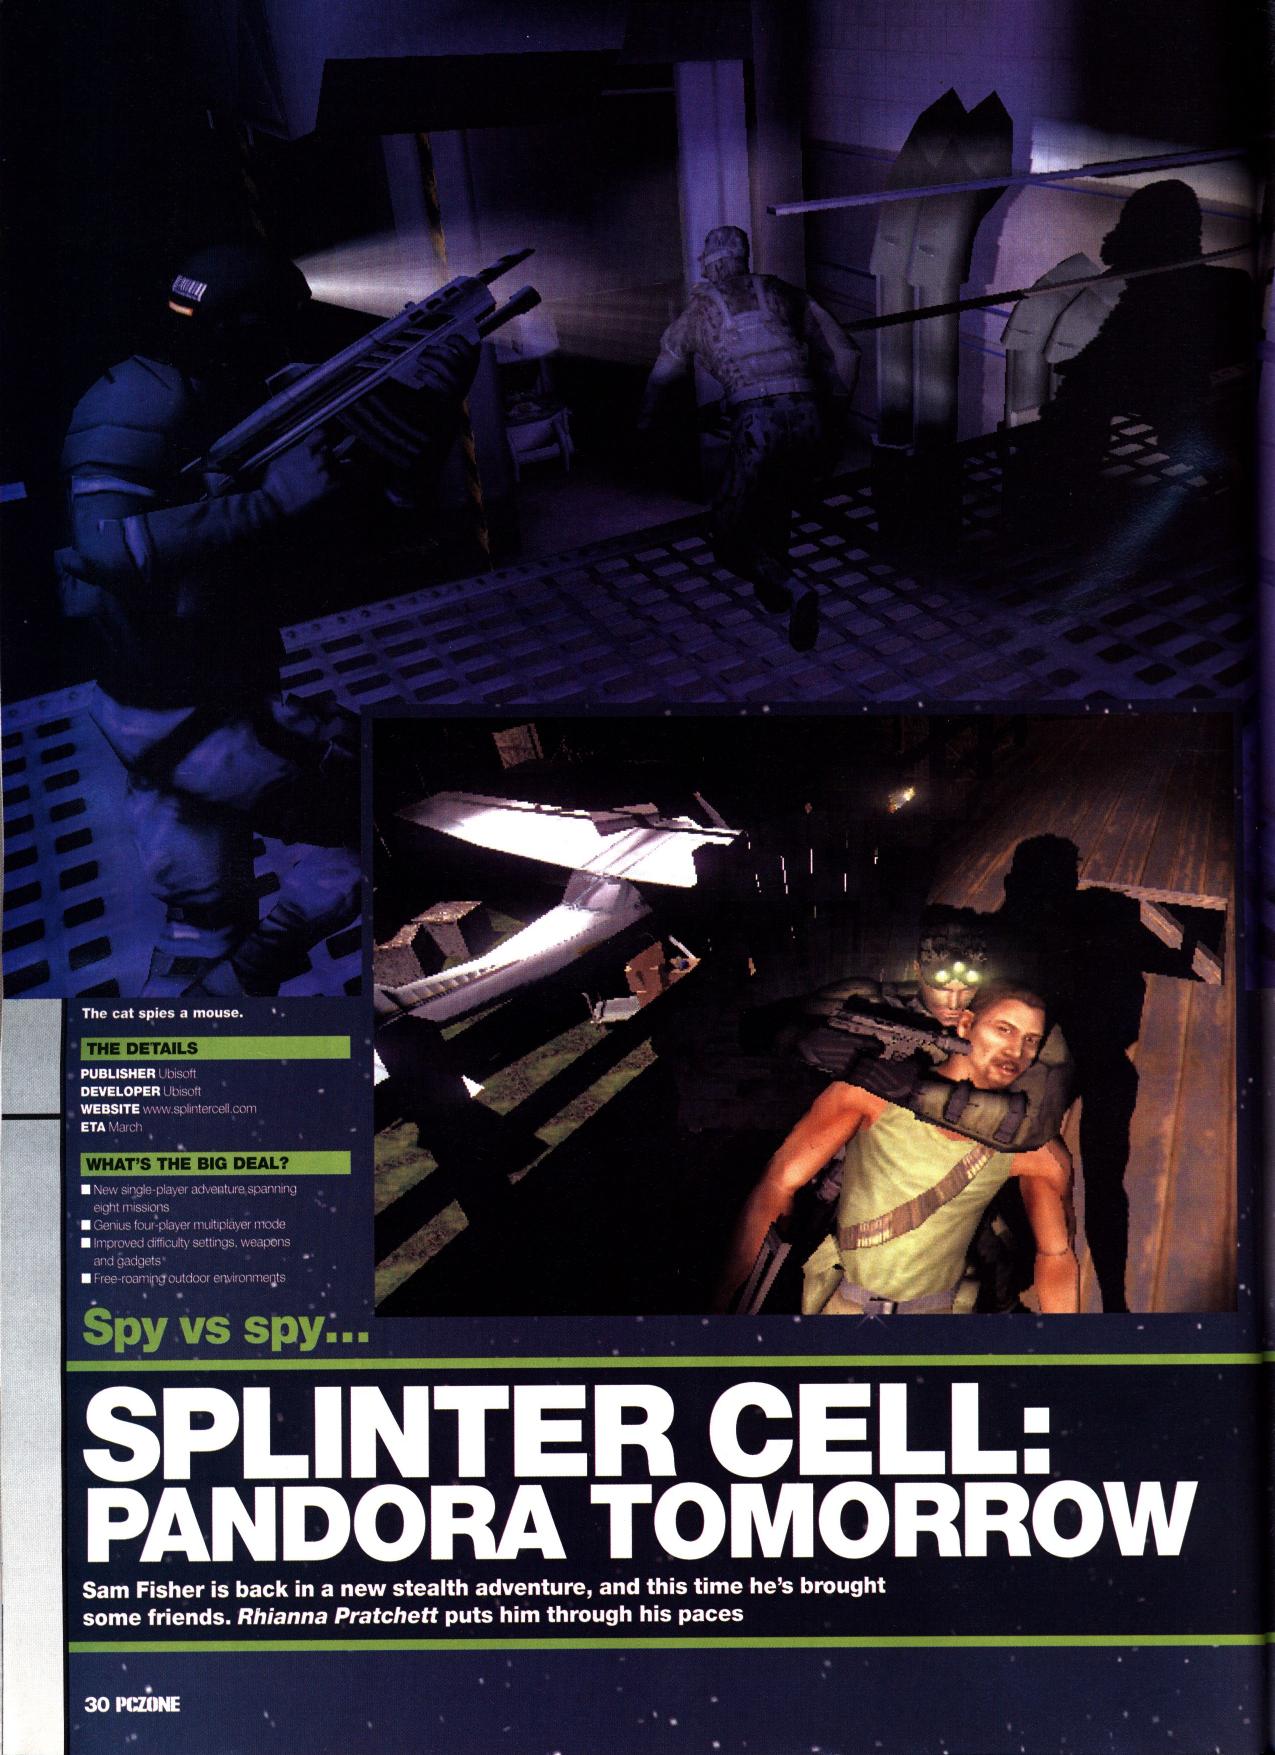 The cat spies a mouse.
THE DETAILS
PUBLISHER Ubisoft
DEVELOPER Ubisoft
WEBSITE www.splintercell.com
ETA March
WHAT'S THE BIG DEAL?
New single-player adventure spanning
eight missions
Genius four-player multiplayer mode
Improved difficulty settings, weapons
and gadgets
Free-roaming outdoor environments
Spy vs spy...
SPLINTER CELL:
PANDORA TOMORROW
Sam Fisher is back in a new stealth adventure, and this time he's brought
some friends. Rhianna Pratchett puts him through his paces
30 PCZONE